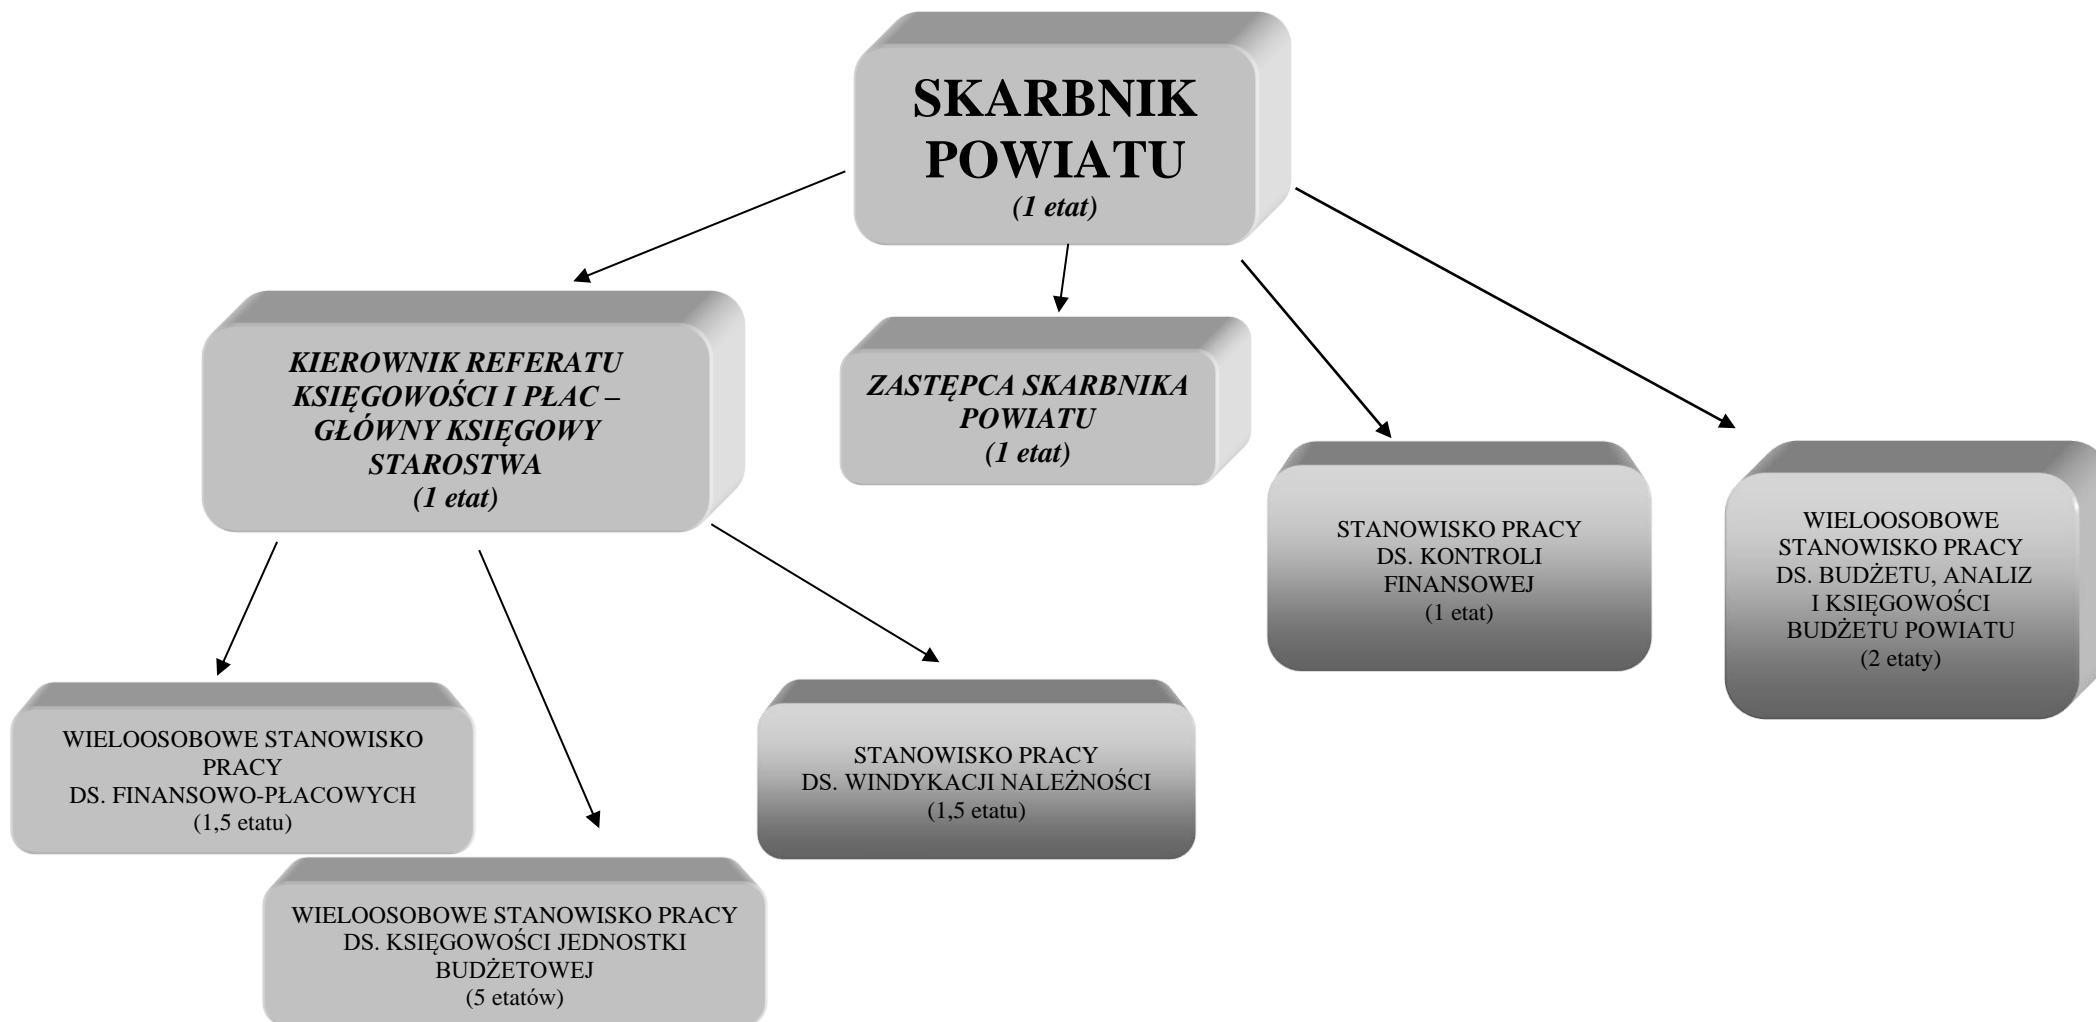 SKARBNIK
POWIATU
(1 etat)
KIEROWNIK REFERATU
KSIĘGOWOŚCI I PŁAC –
GŁÓWNY KSIĘGOWY
STAROSTWA
(1 etat)
ZASTĘPCA SKARBNIKA
POWIATU
(1 etat)
STANOWISKO PRACY
DS. KONTROLI
FINANSOWEJ
(1 etat)
WIELOOSOBOWE
STANOWISKO PRACY
DS. BUDŻETU, ANALIZ
I KSIĘGOWOŚCI
BUDŻETU POWIATU
(2 etaty)
WIELOOSOBOWE STANOWISKO
PRACY
DS. FINANSOWO-PŁACOWYCH
(1,5 etatu)
STANOWISKO PRACY
DS. WINDYKACJI NALEŻNOŚCI
(1,5 etatu)
WIELOOSOBOWE STANOWISKO PRACY
DS. KSIĘGOWOŚCI JEDNOSTKI
BUDŻETOWEJ
(5 etatów)